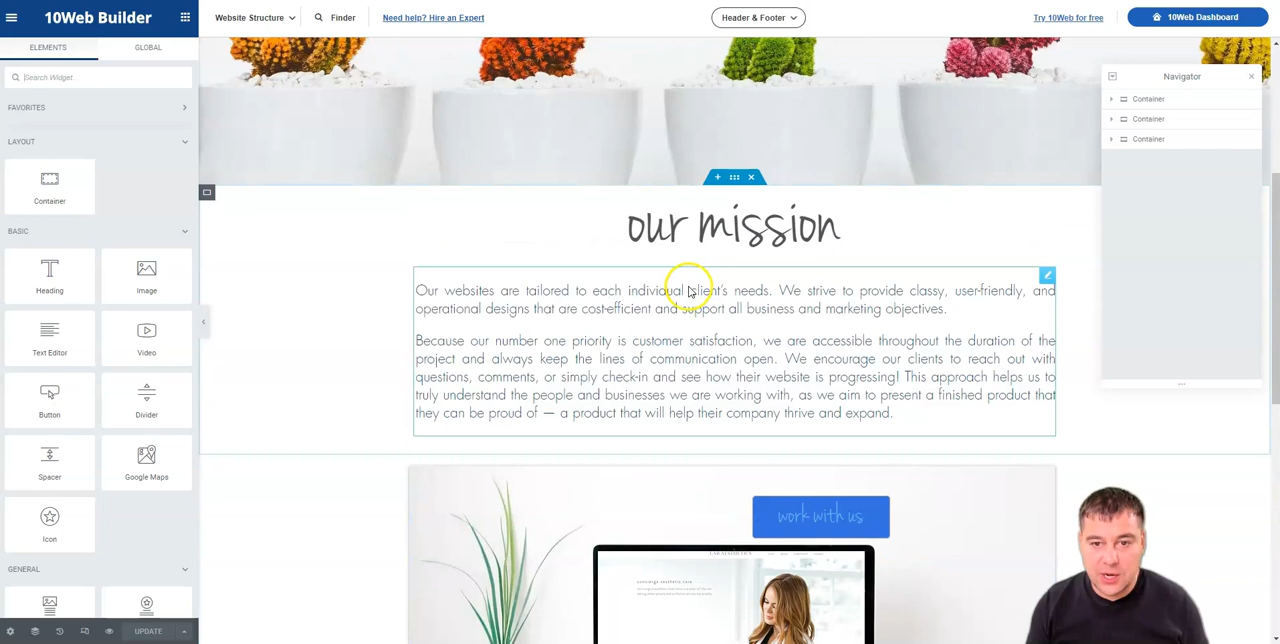 10Web Builder
Website Structure
Finder
Need help? Hire an Expert
Header & Footer
Try 10Web for free
10Web Dashboard
ELEMENTS
GLOBAL
Search Widget...
FAVORITES
LAYOUT
Container
BASIC
Heading
Image
Text Editor
Video
Button
Divider
Spacer
Google Maps
Icon
GENERAL
UPDATE
Navigator
Container
Container
Container
our mission
Our websites are tailored to each individual client's needs. We strive to provide classy, user-friendly, and
operational designs that are cost-efficient and support all business and marketing objectives.
Because our number one priority is customer satisfaction, we are accessible throughout the duration of the
project and always keep the lines of communication open. We encourage our clients to reach out with
questions, comments, or simply check-in and see how their website is progressing! This approach helps us to
truly understand the people and businesses we are working with, as we aim to present a finished product that
they can be proud of — a product that will help their company thrive and expand.
work with us